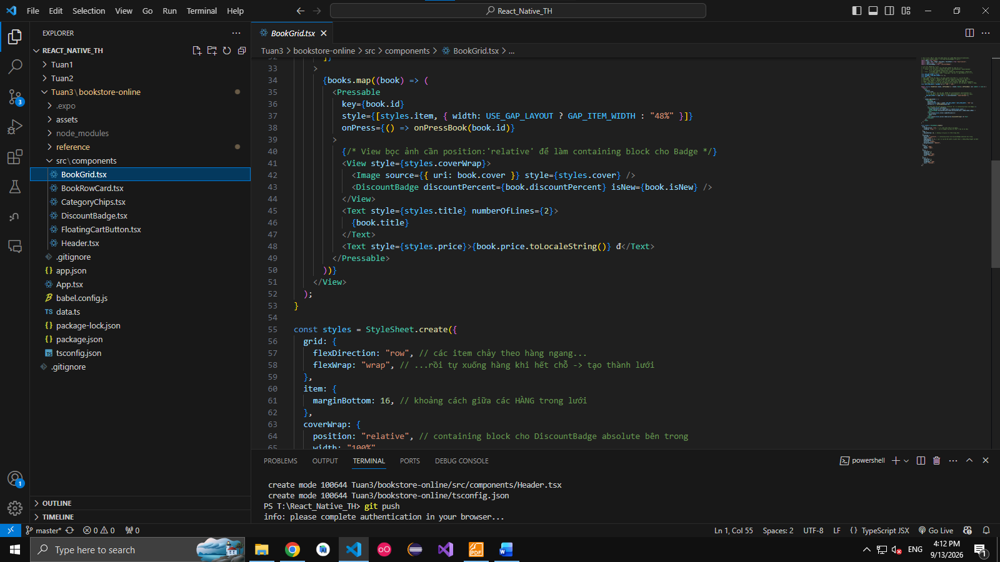 File Edit Selection View Go Run Terminal Help
React_Native_TH
EXPLORER
REACT_NATIVE_TH
Tuan1
Tuan2
Tuan3\bookstore-online
.expo
assets
node_modules
reference
src\components
BookGrid.tsx
BookRowCard.tsx
CategoryChips.tsx
DiscountBadge.tsx
FloatingCartButton.tsx
Header.tsx
.gitignore
{} app.json
App.tsx
babel.config.js
TS data.ts
{} package-lock.json
{} package.json
tsconfig.json
.gitignore
OUTLINE
TIMELINE
3
1
BookGrid.tsx
Tuan3 > bookstore-online > src > components > BookGrid.tsx > ...
32 ]}
33 >
34 {books.map((book) => (
35 <Pressable
36 key={book.id}
37 style={[styles.item, { width: USE_GAP_LAYOUT ? GAP_ITEM_WIDTH : "48%" }]}
38 onPress={() => onPressBook(book.id)}
39 >
40 {/* View bọc ảnh cần position:'relative' để làm containing block cho Badge */}
41 <View style={styles.coverWrap}>
42 <Image source={{ uri: book.cover }} style={styles.cover} />
43 <DiscountBadge discountPercent={book.discountPercent} isNew={book.isNew} />
44 </View>
45 <Text style={styles.title} numberOfLines={2}>
46 {book.title}
47 </Text>
48 <Text style={styles.price}>{book.price.toLocaleString()} đ</Text>
49 </Pressable>
50 ))}
51 </View>
52 );
53 }
54
55 const styles = StyleSheet.create({
56 grid: {
57 flexDirection: "row", // các item chảy theo hàng ngang...
58 flexWrap: "wrap", // ...rồi tự xuống hàng khi hết chỗ -> tạo thành lưới
59 },
60 item: {
61 marginBottom: 16, // khoảng cách giữa các HÀNG trong lưới
62 },
63 coverWrap: {
64 position: "relative", // containing block cho DiscountBadge absolute bên trong
65 width: "100%"
PROBLEMS OUTPUT TERMINAL PORTS DEBUG CONSOLE
powershell
create mode 100644 Tuan3/bookstore-online/src/components/Header.tsx
create mode 100644 Tuan3/bookstore-online/tsconfig.json
PS T:\React_Native_TH> git push
info: please complete authentication in your browser...
master* 0 0 0
Ln 1, Col 55 Spaces: 2 UTF-8 LF {} TypeScript JSX Go Live
Type here to search
PDF
ENG
4:12 PM
9/13/2026
1